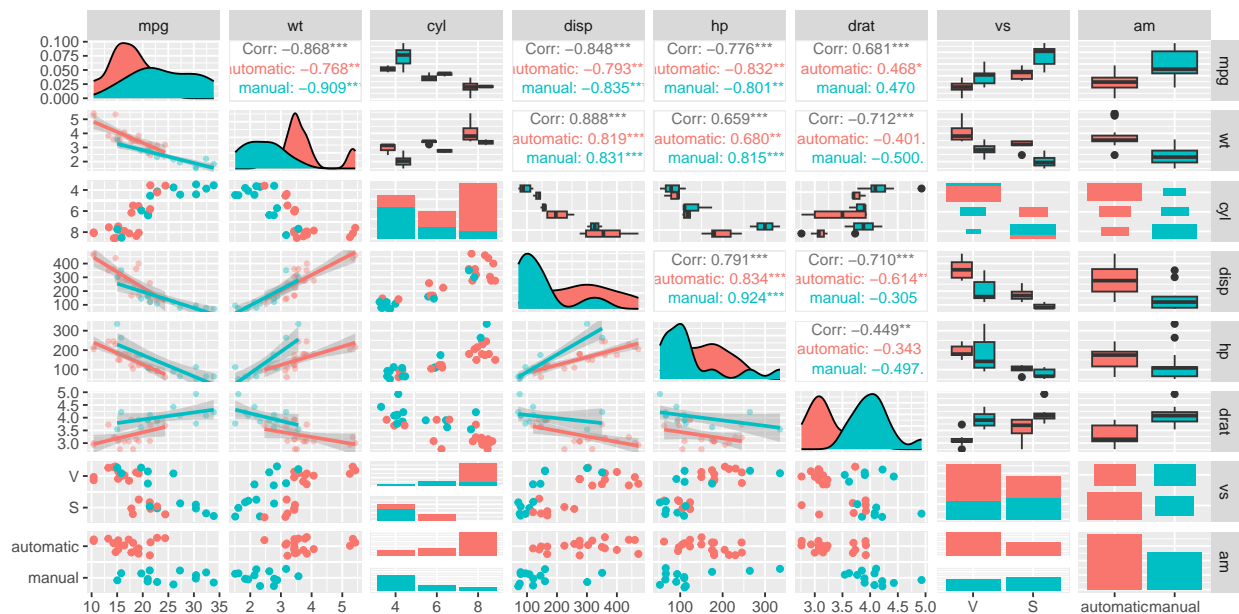 mpg wt cyl disp hp drat vs am
0.100
0.075
0.050
0.025
0.000
Corr: −0.868***
automatic: −0.768**
manual: −0.909**
Corr: −0.848***
automatic: −0.793**
manual: −0.835**
Corr: −0.776***
automatic: −0.832**
manual: −0.801**
Corr: 0.681***
automatic: 0.468*
manual: 0.470
mpg
5
4
3
2
Corr: 0.888***
automatic: 0.819***
manual: 0.831***
Corr: 0.659***
automatic: 0.680**
manual: 0.815***
Corr: −0.712***
automatic: −0.401.
manual: −0.500.
wt
4
6
8
cyl
400
300
200
100
Corr: 0.791***
automatic: 0.834***
manual: 0.924***
Corr: −0.710***
automatic: −0.614**
manual: −0.305
disp
300
200
100
Corr: −0.449**
automatic: −0.343
manual: −0.497.
hp
5.0
4.5
4.0
3.5
3.0
drat
V
S
vs
automatic
manual
am
10 15 20 25 30 35 2 3 4 5 4 6 8 100 200 300 400 100 200 300 3.0 3.5 4.0 4.5 5.0 V S automatic manual